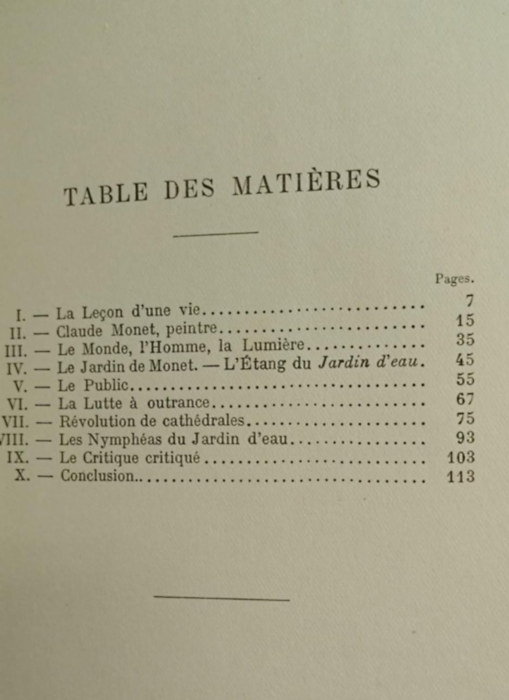 TABLE DES MATIÈRES
Pages.
I. — La Leçon d'une vie........................ 7
II. — Claude Monet, peintre...................... 15
III. — Le Monde, l'Homme, la Lumière............. 35
IV. — Le Jardin de Monet. — L'Étang du Jardin d'eau. 45
V. — Le Public................................ 55
VI. — La Lutte à outrance....................... 67
VII. — Révolution de cathédrales.................. 75
VIII. — Les Nymphéas du Jardin d'eau............... 93
IX. — Le Critique critiqué....................... 103
X. — Conclusion............................... 113